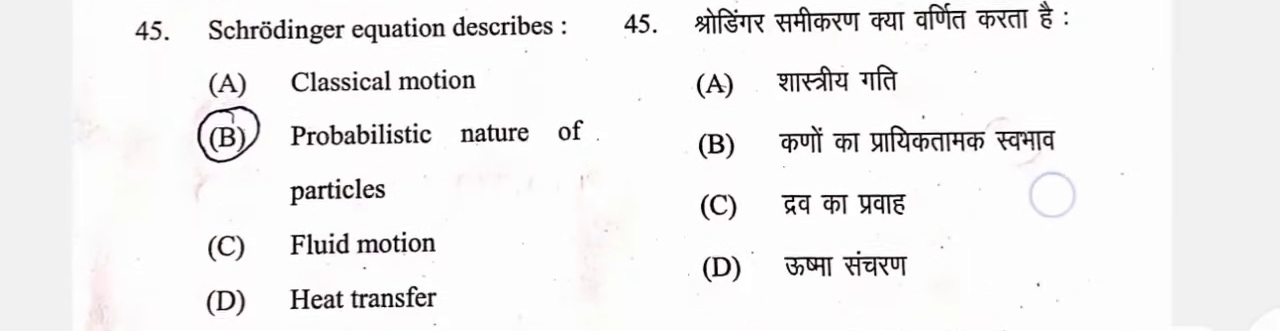 45. Schrödinger equation describes :
(A) Classical motion
(B) Probabilistic nature of
particles
(C) Fluid motion
(D) Heat transfer
45. श्रोडिंगर समीकरण क्या वर्णित करता है :
(A) शास्त्रीय गति
(B) कणों का प्रायिकतामक स्वभाव
(C) द्रव का प्रवाह
(D) ऊष्मा संचरण